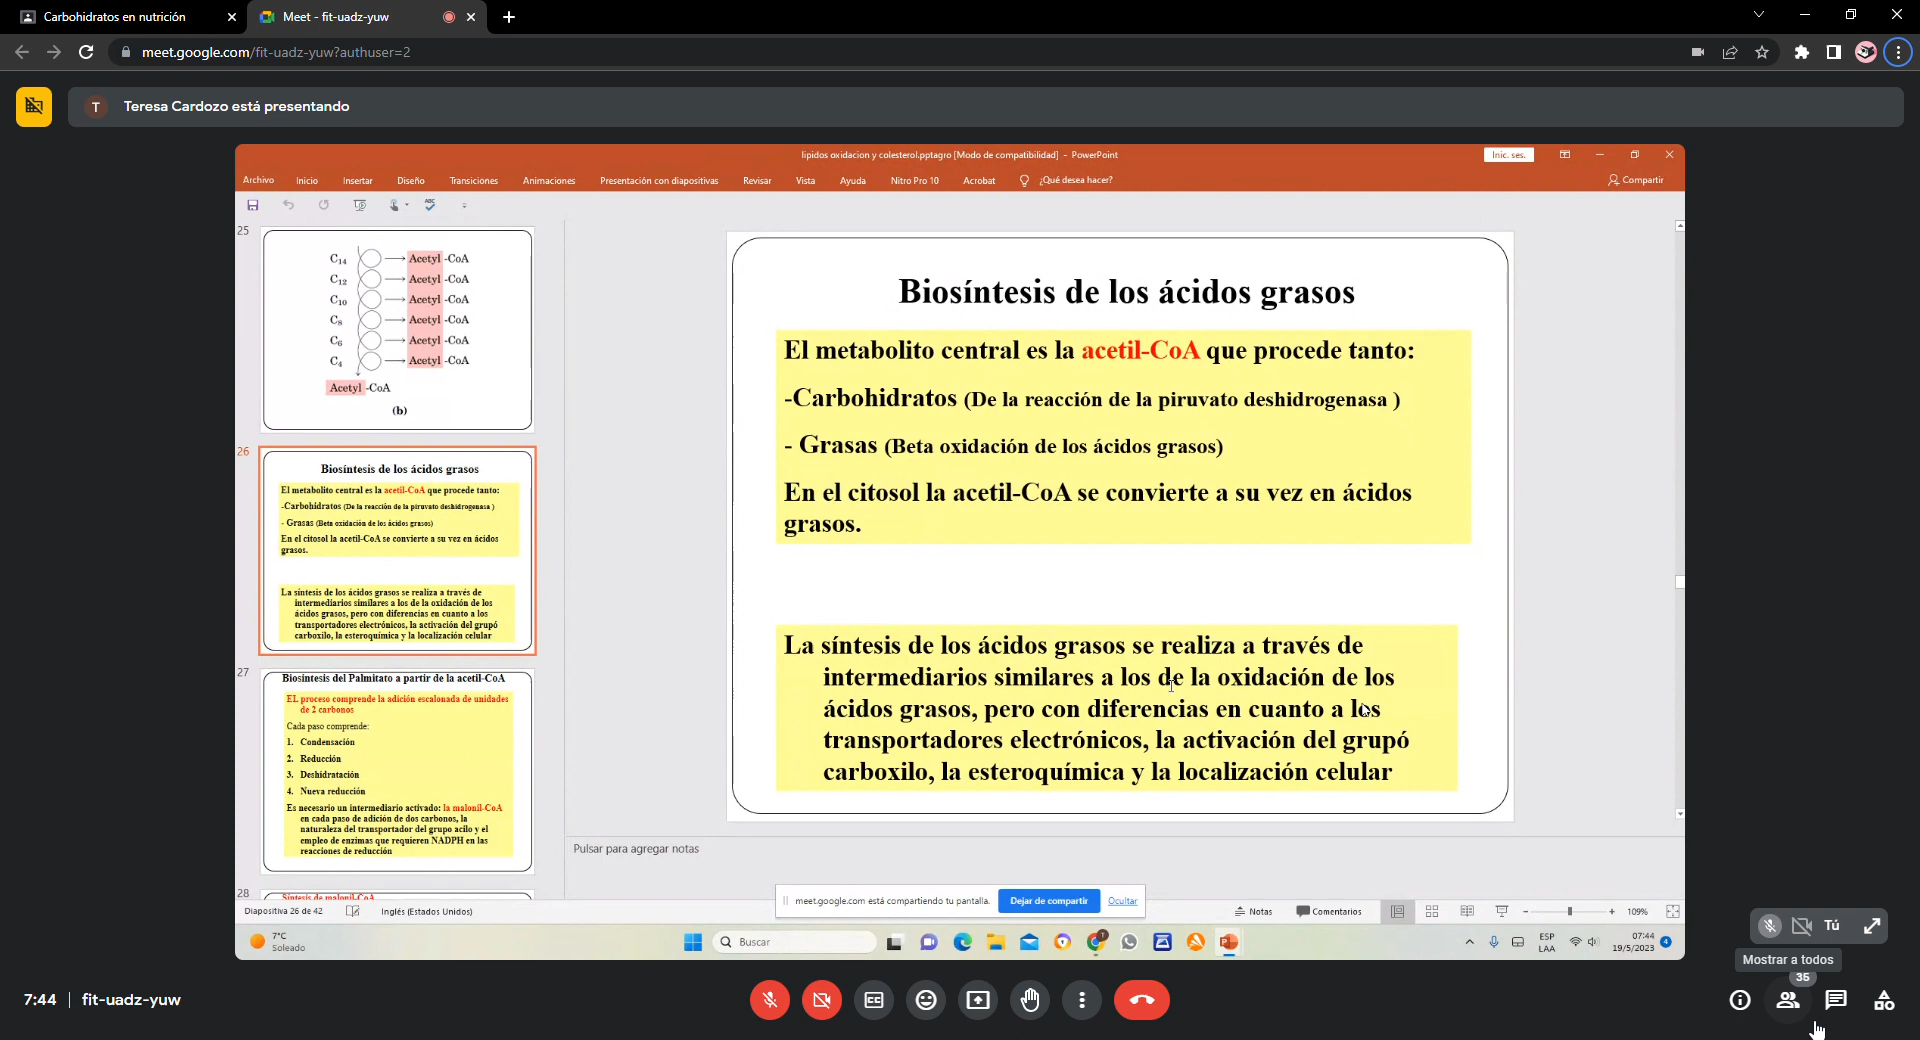 Carbohidratos en nutrición
Meet - fit-uadz-yuw
meet.google.com/fit-uadz-yuw?authuser=2
T Teresa Cardozo está presentando
lipidos oxidacion y colesterol.pptagro [Modo de compatibilidad] - PowerPoint
Inic. ses.
Archivo Inicio Insertar Diseño Transiciones Animaciones Presentación con diapositivas Revisar Vista Ayuda Nitro Pro 10 Acrobat ¿Qué desea hacer? Compartir
25
C14 Acetyl -CoA
C12 Acetyl -CoA
C10 Acetyl -CoA
C8 Acetyl -CoA
C6 Acetyl -CoA
C4 Acetyl -CoA
Acetyl -CoA
(b)
26
Biosíntesis de los ácidos grasos
El metabolito central es la acetil-CoA que procede tanto:
-Carbohidratos (De la reacción de la piruvato deshidrogenasa )
- Grasas (Beta oxidación de los ácidos grasos)
En el citosol la acetil-CoA se convierte a su vez en ácidos
grasos.
La síntesis de los ácidos grasos se realiza a través de
intermediarios similares a los de la oxidación de los
ácidos grasos, pero con diferencias en cuanto a los
transportadores electrónicos, la activación del grupó
carboxilo, la esteroquímica y la localización celular
27
Biosíntesis del Palmitato a partir de la acetil-CoA
EL proceso comprende la adición escalonada de unidades
de 2 carbonos
Cada paso comprende:
1. Condensación
2. Reducción
3. Deshidratación
4. Nueva reducción
Es necesario un intermediario activado: la malonil-CoA
en cada paso de adición de dos carbonos, la
naturaleza del transportador del grupo acilo y el
empleo de enzimas que requieren NADPH en las
reacciones de reducción
28
Síntesis de malonil-CoA
Biosíntesis de los ácidos grasos
El metabolito central es la acetil-CoA que procede tanto:
-Carbohidratos (De la reacción de la piruvato deshidrogenasa )
- Grasas (Beta oxidación de los ácidos grasos)
En el citosol la acetil-CoA se convierte a su vez en ácidos
grasos.
La síntesis de los ácidos grasos se realiza a través de
intermediarios similares a los de la oxidación de los
ácidos grasos, pero con diferencias en cuanto a los
transportadores electrónicos, la activación del grupó
carboxilo, la esteroquímica y la localización celular
Pulsar para agregar notas
meet.google.com está compartiendo tu pantalla. Dejar de compartir Ocultar
Diapositiva 26 de 42 Inglés (Estados Unidos) Notas Comentarios 109%
7°C
Soleado
Buscar
ESP
LAA
07:44
19/5/2023
4
Tú
Mostrar a todos
35
7:44 | fit-uadz-yuw